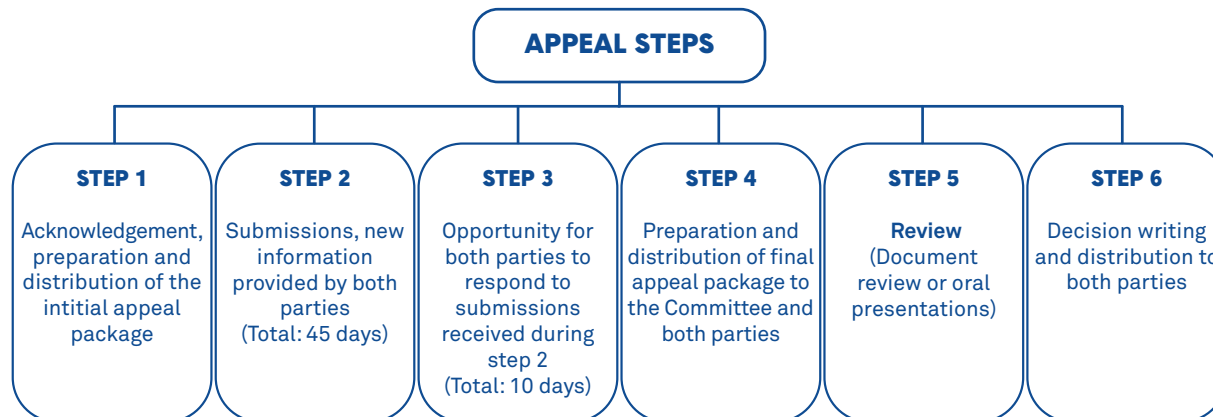 APPEAL STEPS
STEP 1
Acknowledgement,
preparation and
distribution of the
intitial appeal
package
STEP 2
Submissions, new
information
provided by both
parties
(Total: 45 days)
STEP 3
Opportunity for
both parties to
respond to
submissions
received during
step 2
(Total: 10 days)
STEP 4
Preparation and
distribution of final
appeal package to
the Committee and
both parties
STEP 5
Review
(Document
review or oral
presentations)
STEP 6
Decision writing
and distribution to
both parties